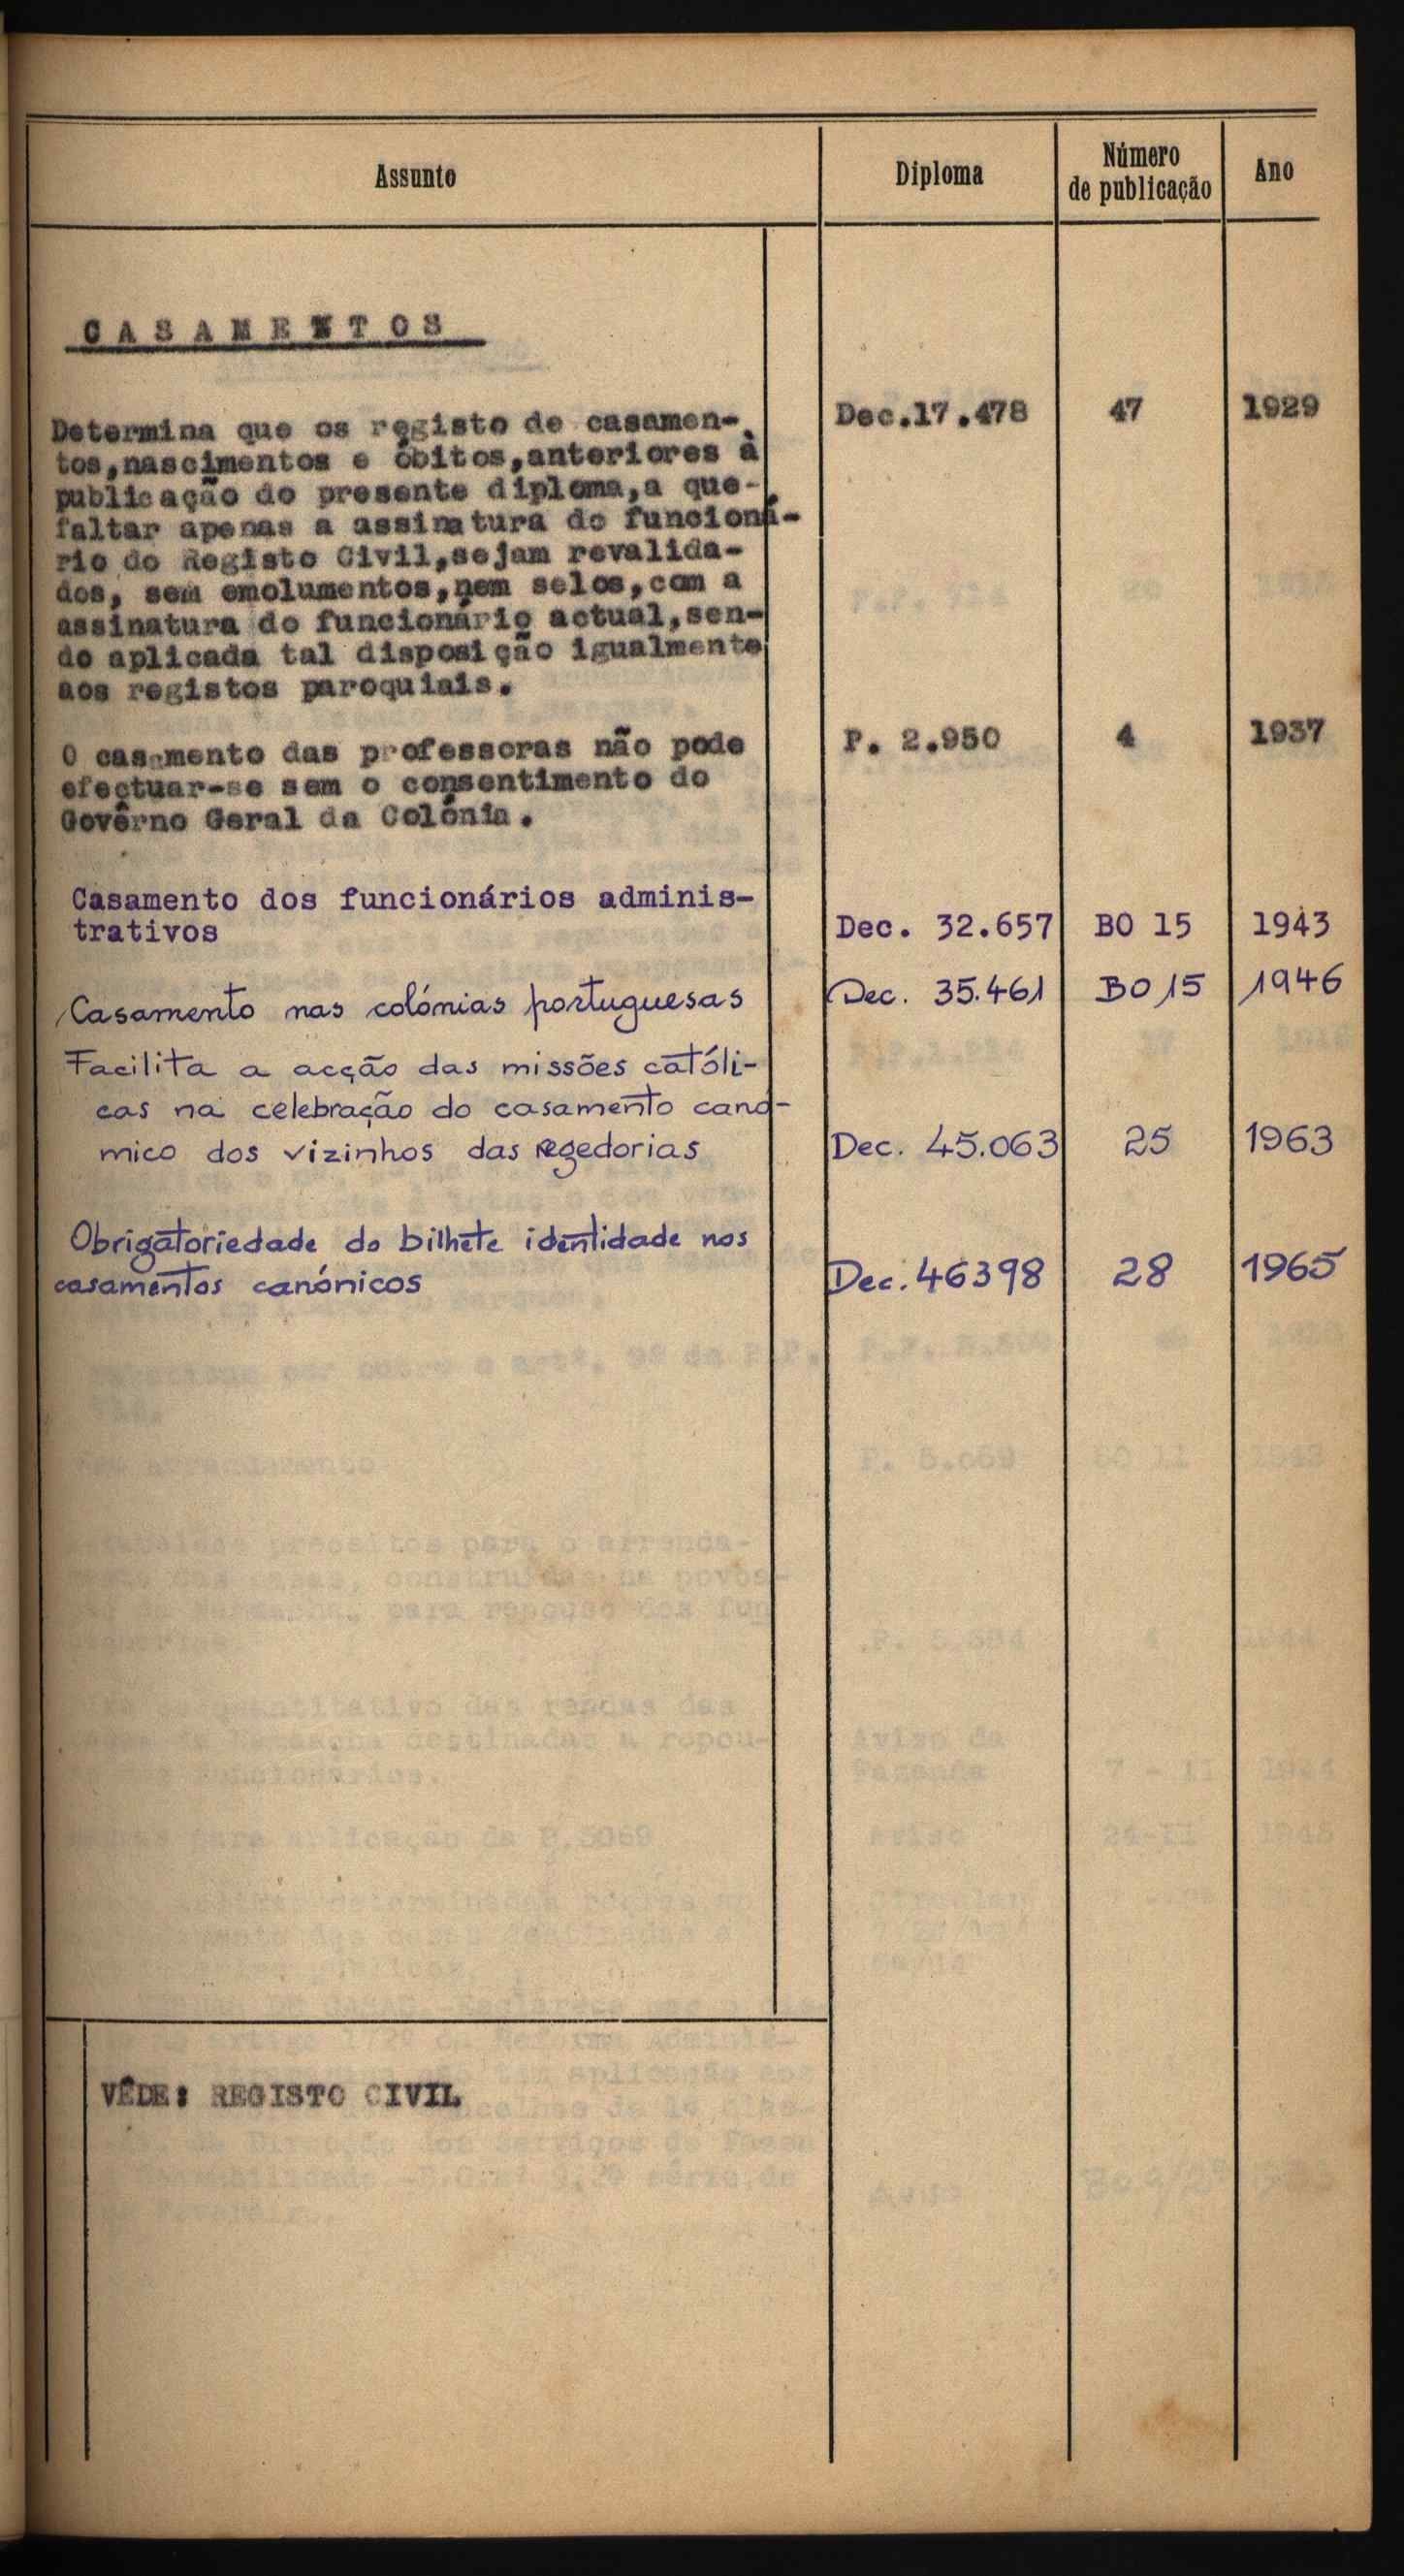 Assunto
Diploma
Número
de publicação
Ano
CASAMENTOS
Determina que os registo de casamen-
tos,nascimentos e óbitos,anteriores à
publicação do presente diploma,a que-
faltar apenas a assinatura do funcioná-
rio do Registo Civil,sejam revalida-
dos, sem emolumentos,nem selos,com a
assinatura do funcionário actual,sen-
do aplicada tal disposição igualmente
aos registos paroquiais.
Dec.17.478 47 1929
O casamento das professoras não pode
efectuar-se sem o consentimento do
Govêrno Geral da Colónia.
P. 2.950 4 1937
Casamento dos funcionários adminis-
trativos
Dec. 32.657 BO 15 1943
Casamento nas colónias portuguesas
Dec. 35.461 BO 15 1946
Facilita a acção das missões católi-
cas na celebração do casamento canó-
nico dos vizinhos das regedorias
Dec. 45.063 25 1963
Obrigatoriedade do bilhete identidade nos
casamentos canónicos
Dec. 46398 28 1965
VÊDE: REGISTO CIVIL